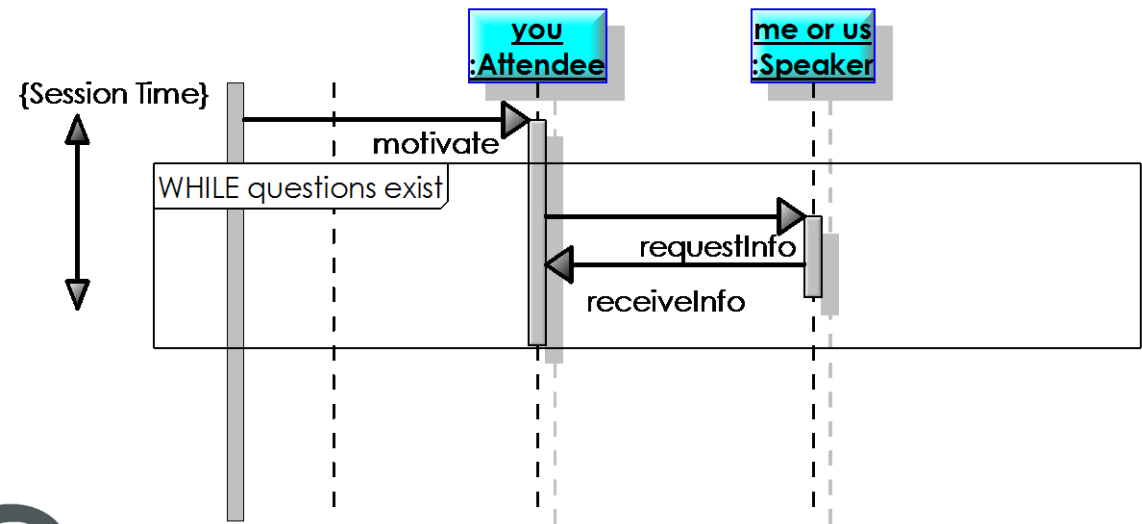 you
:Attendee
me or us
:Speaker
{Session Time}
motivate
WHILE questions exist
requestInfo
receiveInfo